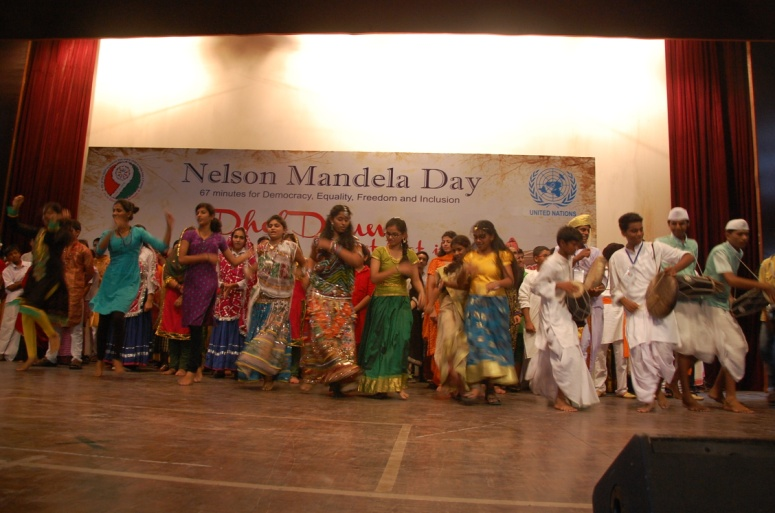 Nelson Mandela Day
67 minutes for Democracy, Equality, Freedom and Inclusion
UNITED NATIONS